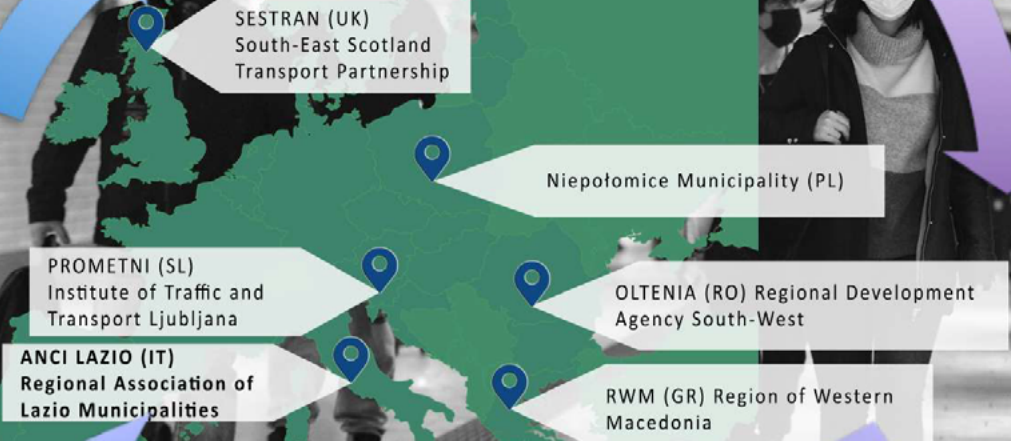 SESTRAN (UK)
South-East Scotland
Transport Partnership
Niepołomice Municipality (PL)
PROMETNI (SL)
Institute of Traffic and
Transport Ljubljana
OLTENIA (RO) Regional Development
Agency South-West
ANCI LAZIO (IT)
Regional Association of
Lazio Municipalities
RWM (GR) Region of Western
Macedonia